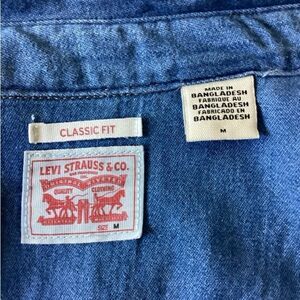 MADE IN
BANGLADESH
FABRIQUE AU
BANGLADESH
FABRICADO EN
BANGLADESH
M
CLASSIC FIT
LEVI STRAUSS & CO.
QUALITY CLOTHING
SIZE M